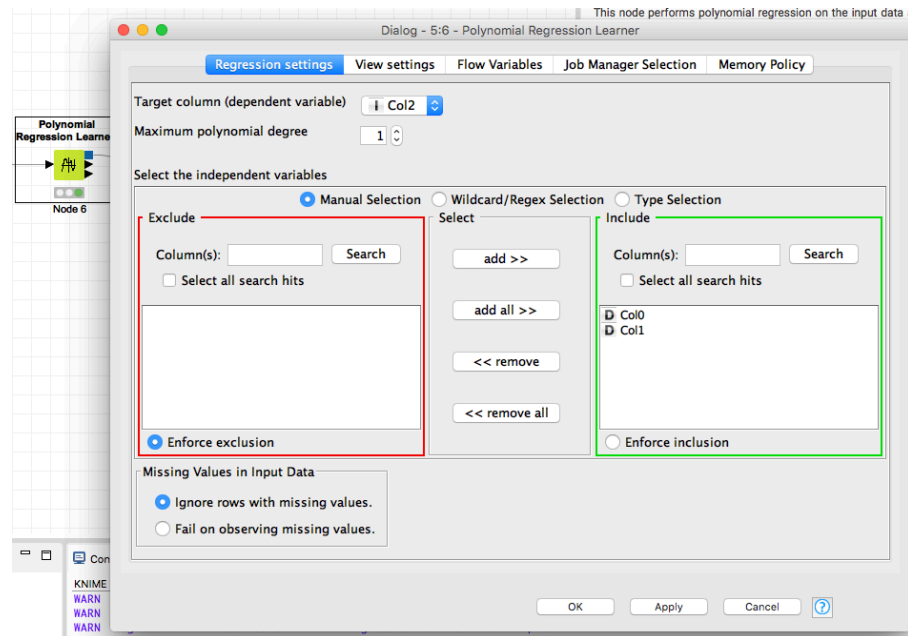 This node performs polynomial regression on the input data
Dialog - 5:6 - Polynomial Regression Learner
Regression settings View settings Flow Variables Job Manager Selection Memory Policy
Target column (dependent variable) I Col2
Maximum polynomial degree 1
Polynomial
Regression Learne
Node 6
Select the independent variables
Manual Selection Wildcard/Regex Selection Type Selection
Exclude Select Include
Column(s): Search add >> Column(s): Search
Select all search hits Select all search hits
add all >>
D Col0
D Col1
<< remove
<< remove all
Enforce exclusion Enforce inclusion
Missing Values in Input Data
Ignore rows with missing values.
Fail on observing missing values.
Con
KNIME
WARN
WARN
WARN
OK Apply Cancel ?